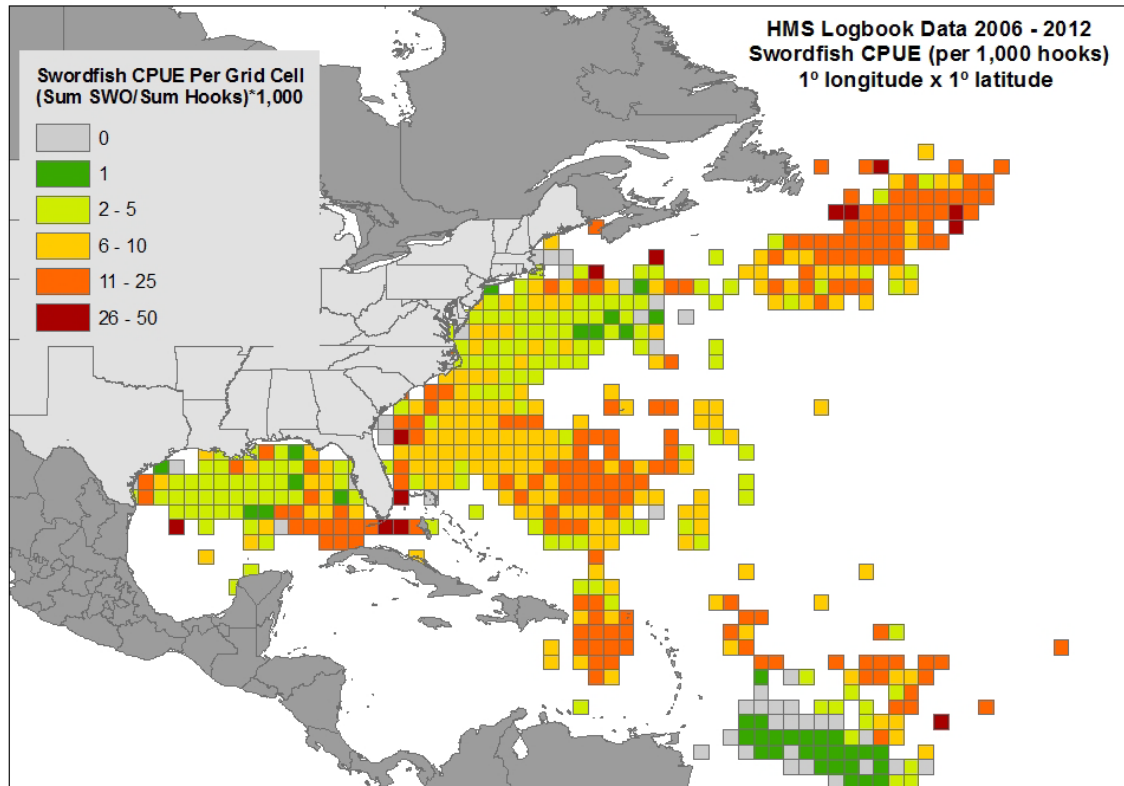 HMS Logbook Data 2006 - 2012
Swordfish CPUE (per 1,000 hooks)
1º longitude x 1º latitude
Swordfish CPUE Per Grid Cell
(Sum SWO/Sum Hooks)*1,000
0
1
2 - 5
6 - 10
11 - 25
26 - 50